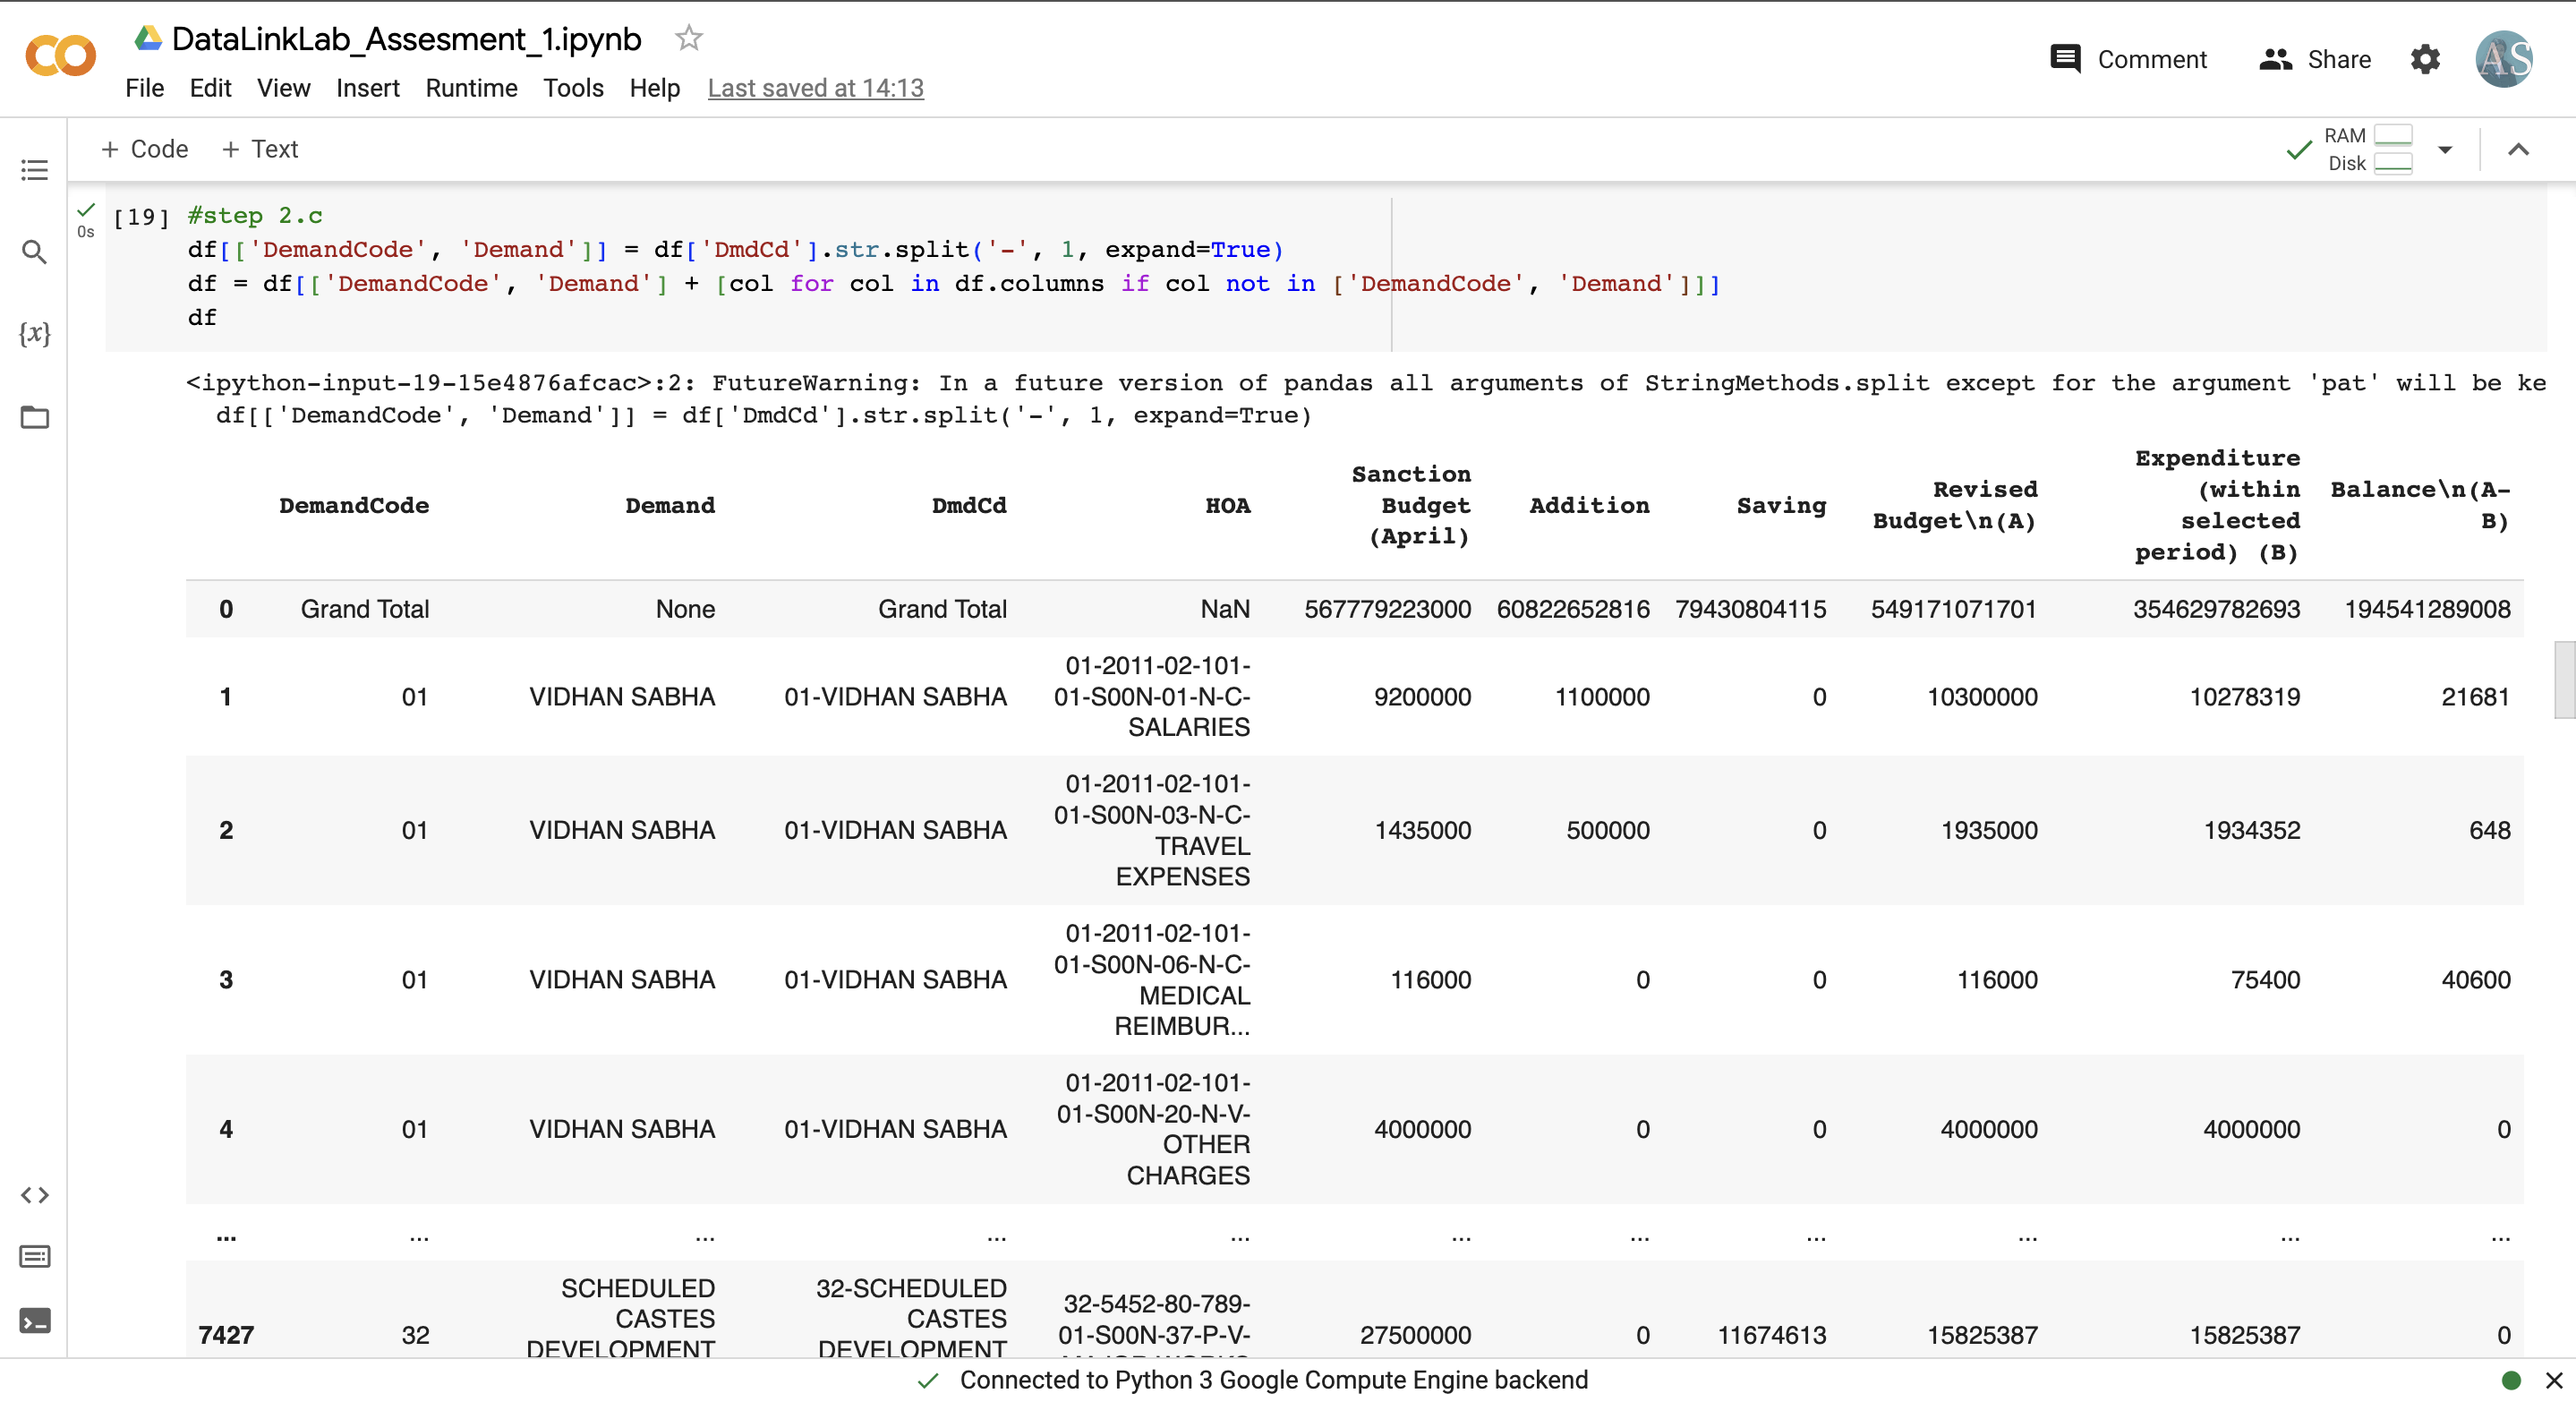 DataLinkLab_Assesment_1.ipynb
File Edit View Insert Runtime Tools Help Last saved at 14:13
Comment Share AS
+ Code + Text
RAM
Disk
[19] #step 2.c
0s
df[['DemandCode', 'Demand']] = df['DmdCd'].str.split('-', 1, expand=True)
df = df[['DemandCode', 'Demand'] + [col for col in df.columns if col not in ['DemandCode', 'Demand']]]
df
{x}
<ipython-input-19-15e4876afcac>:2: FutureWarning: In a future version of pandas all arguments of StringMethods.split except for the argument 'pat' will be ke
df[['DemandCode', 'Demand']] = df['DmdCd'].str.split('-', 1, expand=True)
DemandCode Demand DmdCd HOA Sanction Budget (April) Addition Saving Revised Budget\n(A) Expenditure (within selected period) (B) Balance\n(A-B)
0 Grand Total None Grand Total NaN 567779223000 60822652816 79430804115 549171071701 354629782693 194541289008
1 01 VIDHAN SABHA 01-VIDHAN SABHA 01-2011-02-101-01-S00N-01-N-C-SALARIES 9200000 1100000 0 10300000 10278319 21681
2 01 VIDHAN SABHA 01-VIDHAN SABHA 01-2011-02-101-01-S00N-03-N-C-TRAVEL EXPENSES 1435000 500000 0 1935000 1934352 648
3 01 VIDHAN SABHA 01-VIDHAN SABHA 01-2011-02-101-01-S00N-06-N-C-MEDICAL REIMBUR... 116000 0 0 116000 75400 40600
4 01 VIDHAN SABHA 01-VIDHAN SABHA 01-2011-02-101-01-S00N-20-N-V-OTHER CHARGES 4000000 0 0 4000000 4000000 0
... ... ... ... ... ... ... ... ... ... ...
7427 32 SCHEDULED CASTES DEVELOPMENT 32-SCHEDULED CASTES DEVELOPMENT 32-5452-80-789-01-S00N-37-P-V- 27500000 0 11674613 15825387 15825387 0
Connected to Python 3 Google Compute Engine backend